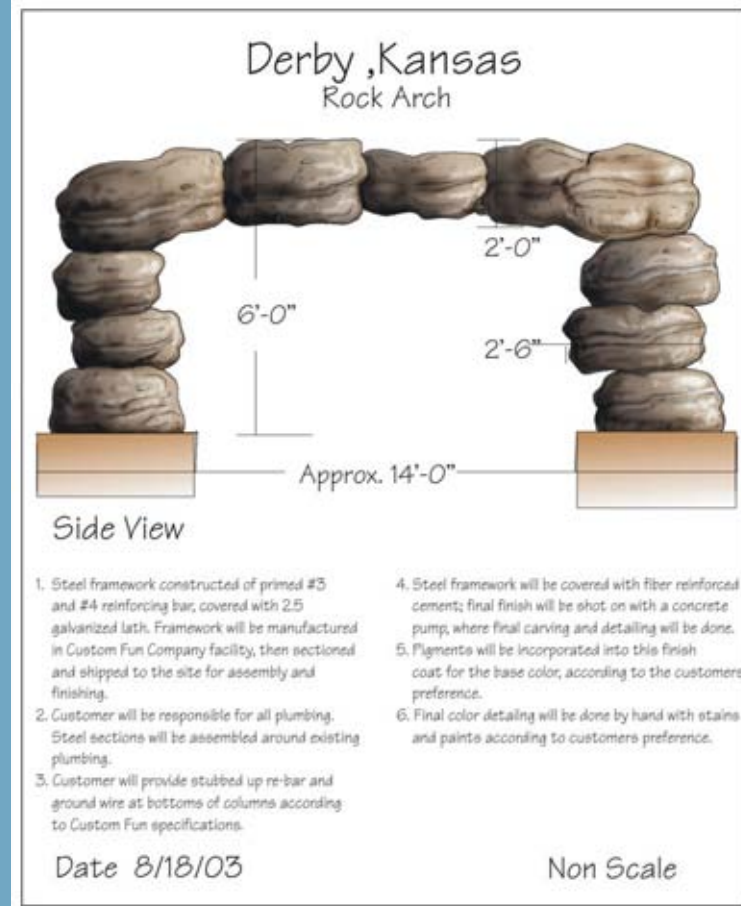 Derby ,Kansas
Rock Arch
2'-0"
6'-0"
2'-6"
Approx. 14'-0"
Side View
1. Steel framework constructed of primed #3
and #4 reinforcing bar, covered with 2.5
galvanized lath. Framework will be manufactured
in Custom Fun Company facility, then sectioned
and shipped to the site for assembly and
finishing.
2. Customer will be responsible for all plumbing.
Steel sections will be assembled around existing
plumbing.
3. Customer will provide stubbed up re-bar and
ground wire at bottoms of columns according
to Custom Fun specifications.
4. Steel framework will be covered with fiber reinforced
cement; final finish will be shot on with a concrete
pump, where final carving and detailing will be done.
5. Pigments will be incorporated into this finish
coat for the base color, according to the customers
preference.
6. Final color detailing will be done by hand with stains
and paints according to customers preference.
Date 8/18/03
Non Scale